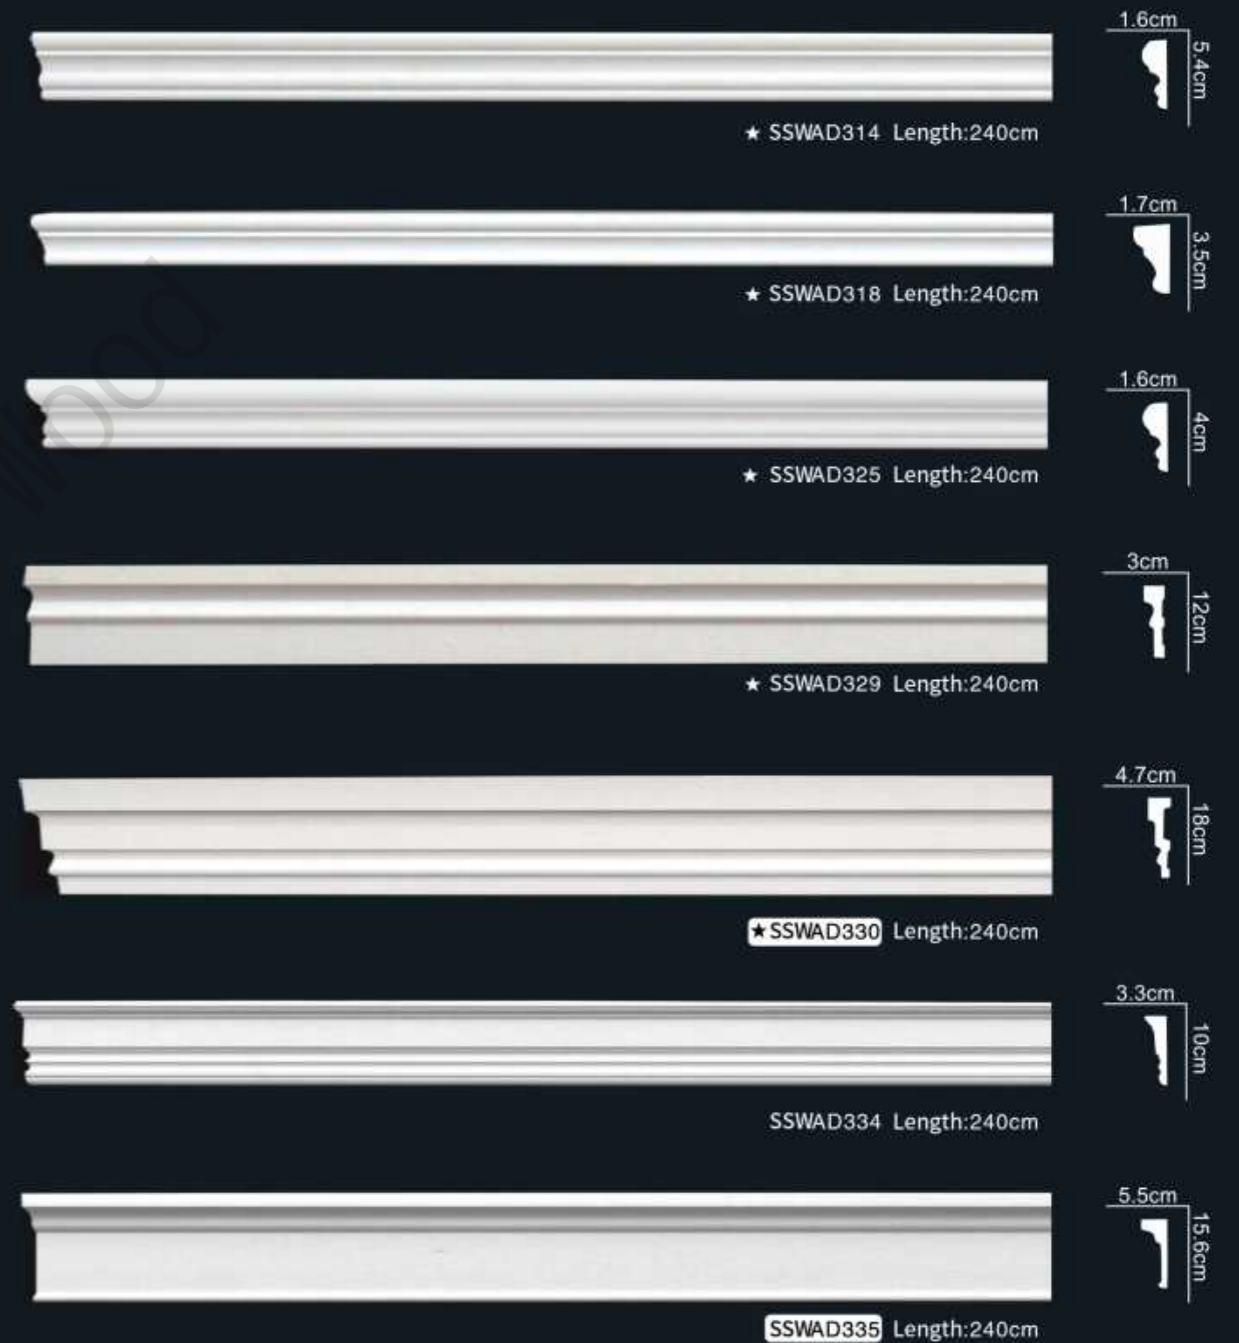 1.6cm
5.4cm
★ SSWAD314 Length:240cm
1.7cm
3.5cm
★ SSWAD318 Length:240cm
1.6cm
4cm
★ SSWAD325 Length:240cm
3cm
12cm
★ SSWAD329 Length:240cm
4.7cm
18cm
★SSWAD330 Length:240cm
3.3cm
10cm
SSWAD334 Length:240cm
5.5cm
15.6cm
SSWAD335 Length:240cm
wood